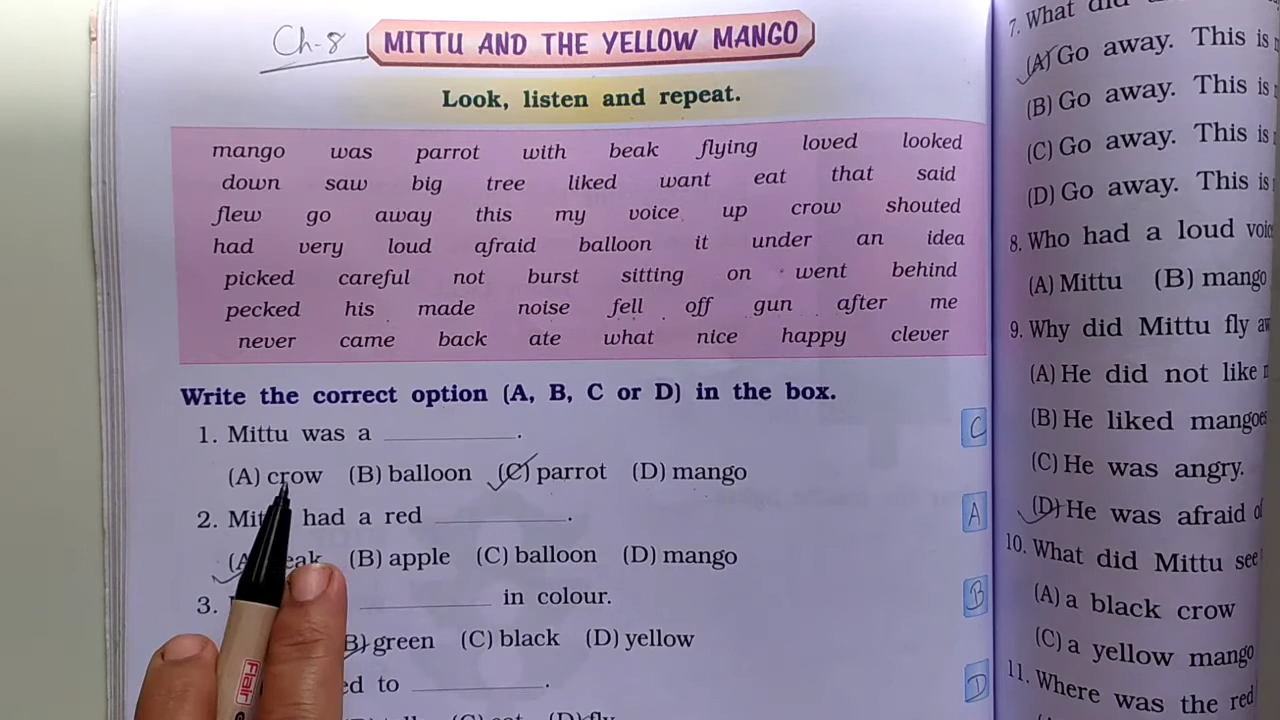 Ch-8 MITTU AND THE YELLOW MANGO
Look, listen and repeat.
mango was parrot with beak flying loved looked
down saw big tree liked want eat that said
flew go away this my voice up crow shouted
had very loud afraid balloon it under an idea
picked careful not burst sitting on went behind
pecked his made noise fell off gun after me
never came back ate what nice happy clever
Write the correct option (A, B, C or D) in the box.
1. Mittu was a __________. C
(A) crow (B) balloon (C) parrot (D) mango
2. had a red __________. A
(B) apple (C) balloon (D) mango
3. __________ in colour. B
B) green (C) black (D) yellow
to __________. D
(D) fly
7. What
(A) Go away. This is
(B) Go away. This is
(C) Go away. This is
(D) Go away. This is
8. Who had a loud
(A) Mittu (B) mango
9. Why did Mittu fly
(A) He did not like
(B) He liked mangoes
(C) He was angry.
(D) He was afraid
10. What did Mittu see
(A) a black crow
(C) a yellow mango
11. Where was the red
Flair